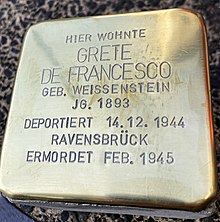 HIER WOHNTE
GRETE
DE FRANCESCO
GEB. WEISSENSTEIN
JG. 1893
DEPORTIERT 14.12.1944
RAVENSBRÜCK
ERMORDET FEB. 1945